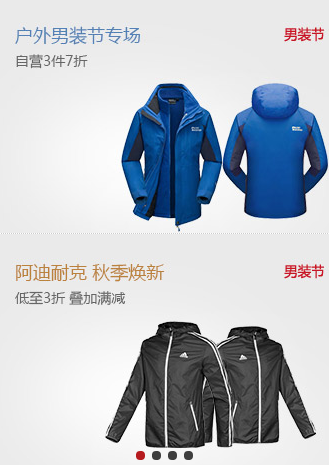 户外男装节专场
男装节
自营3件7折
阿迪耐克 秋季焕新
男装节
低至3折 叠加满减
adidas